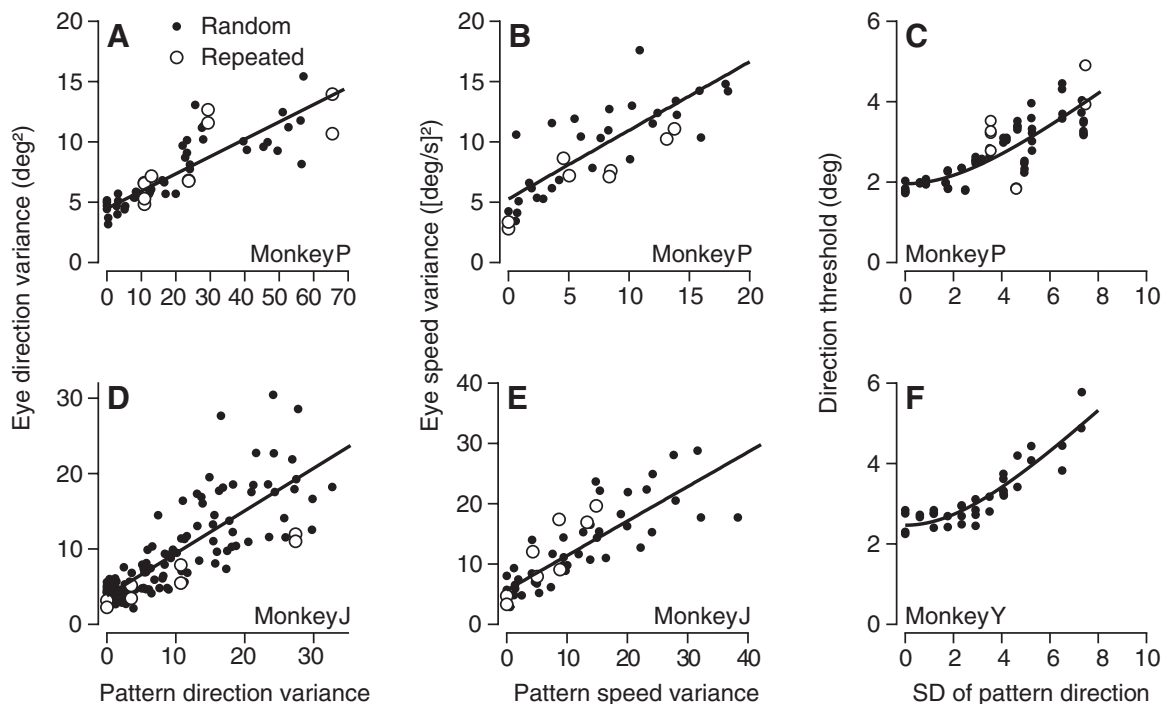 A
Random
Repeated
20
15
10
5
0
MonkeyP
0 10 20 30 40 50 60 70
Eye direction variance (deg²)
B
20
15
10
5
0
MonkeyP
0 5 10 15 20
Eye speed variance ([deg/s]²)
C
6
4
2
0
MonkeyP
0 2 4 6 8 10
Direction threshold (deg)
D
30
20
10
0
MonkeyJ
0 10 20 30
Pattern direction variance
E
40
30
20
10
0
MonkeyJ
0 10 20 30 40
Pattern speed variance
F
6
4
2
0
MonkeyY
0 2 4 6 8 10
SD of pattern direction